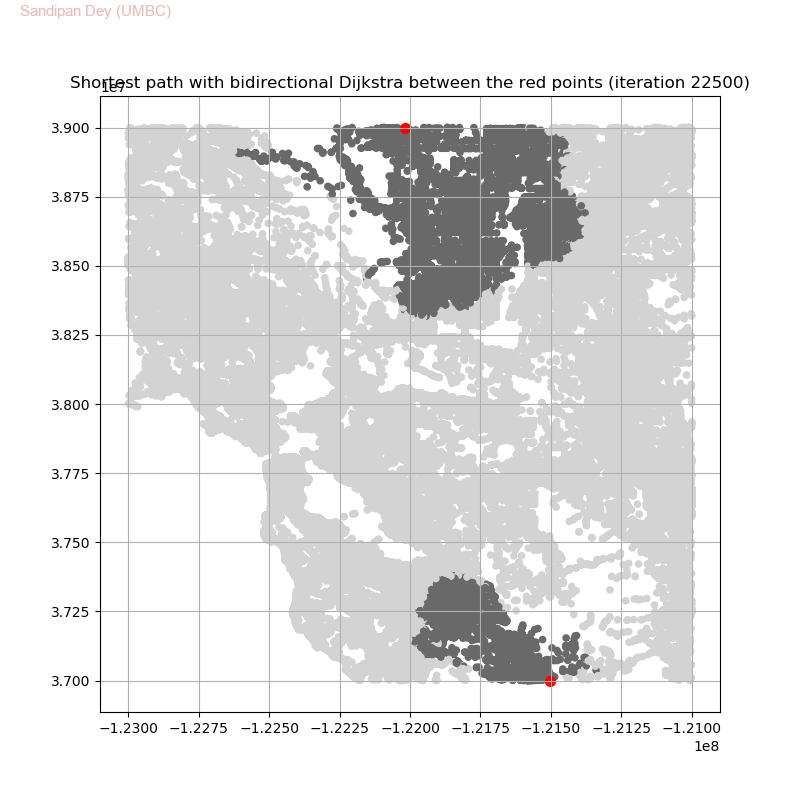 Sandipan Dey (UMBC)
Shortest path with bidirectional Dijkstra between the red points (iteration 22500)
1e7
3.900
3.875
3.850
3.825
3.800
3.775
3.750
3.725
3.700
−1.2300 −1.2275 −1.2250 −1.2225 −1.2200 −1.2175 −1.2150 −1.2125 −1.2100
1e8